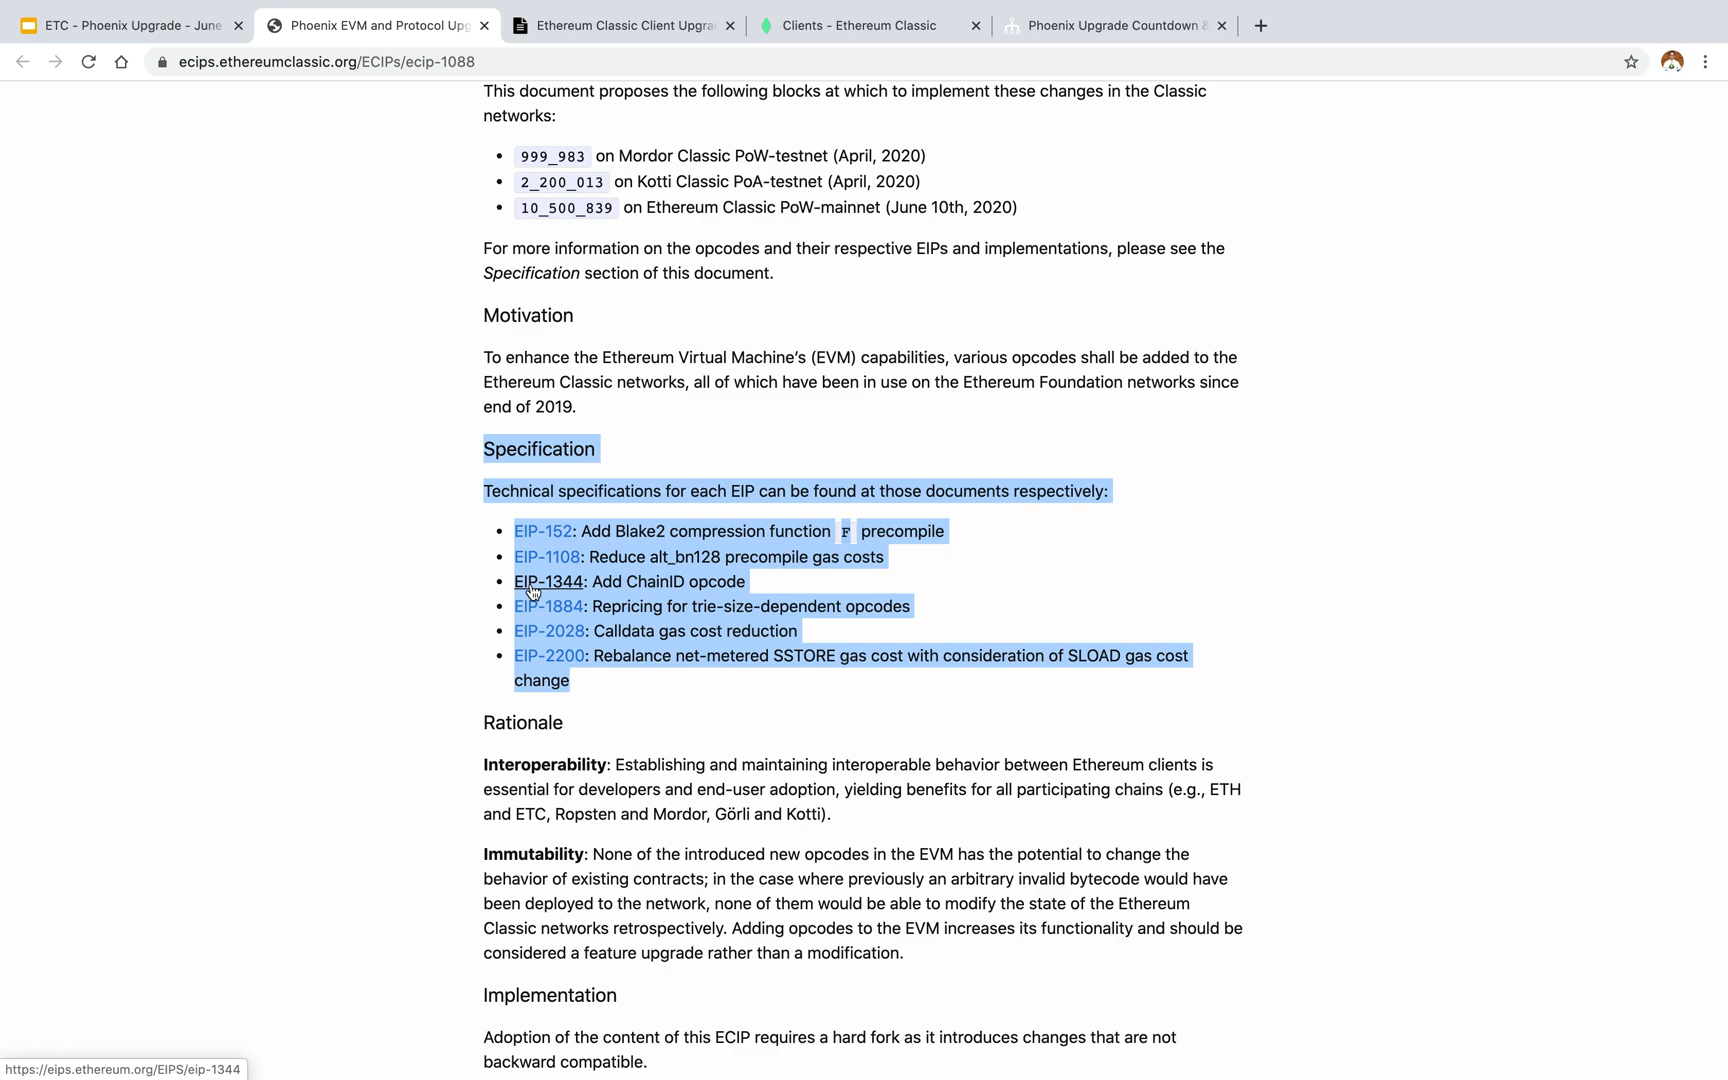 ETC - Phoenix Upgrade - June
Phoenix EVM and Protocol Upg
Ethereum Classic Client Upgra
Clients - Ethereum Classic
Phoenix Upgrade Countdown &
ecips.ethereumclassic.org/ECIPs/ecip-1088
This document proposes the following blocks at which to implement these changes in the Classic
networks:
• 999_983 on Mordor Classic PoW-testnet (April, 2020)
• 2_200_013 on Kotti Classic PoA-testnet (April, 2020)
• 10_500_839 on Ethereum Classic PoW-mainnet (June 10th, 2020)
For more information on the opcodes and their respective EIPs and implementations, please see the
Specification section of this document.
Motivation
To enhance the Ethereum Virtual Machine’s (EVM) capabilities, various opcodes shall be added to the
Ethereum Classic networks, all of which have been in use on the Ethereum Foundation networks since
end of 2019.
Specification
Technical specifications for each EIP can be found at those documents respectively:
• EIP-152: Add Blake2 compression function F precompile
• EIP-1108: Reduce alt_bn128 precompile gas costs
• EIP-1344: Add ChainID opcode
• EIP-1884: Repricing for trie-size-dependent opcodes
• EIP-2028: Calldata gas cost reduction
• EIP-2200: Rebalance net-metered SSTORE gas cost with consideration of SLOAD gas cost
change
Rationale
Interoperability: Establishing and maintaining interoperable behavior between Ethereum clients is
essential for developers and end-user adoption, yielding benefits for all participating chains (e.g., ETH
and ETC, Ropsten and Mordor, Görli and Kotti).
Immutability: None of the introduced new opcodes in the EVM has the potential to change the
behavior of existing contracts; in the case where previously an arbitrary invalid bytecode would have
been deployed to the network, none of them would be able to modify the state of the Ethereum
Classic networks retrospectively. Adding opcodes to the EVM increases its functionality and should be
considered a feature upgrade rather than a modification.
Implementation
Adoption of the content of this ECIP requires a hard fork as it introduces changes that are not
backward compatible.
https://eips.ethereum.org/EIPS/eip-1344